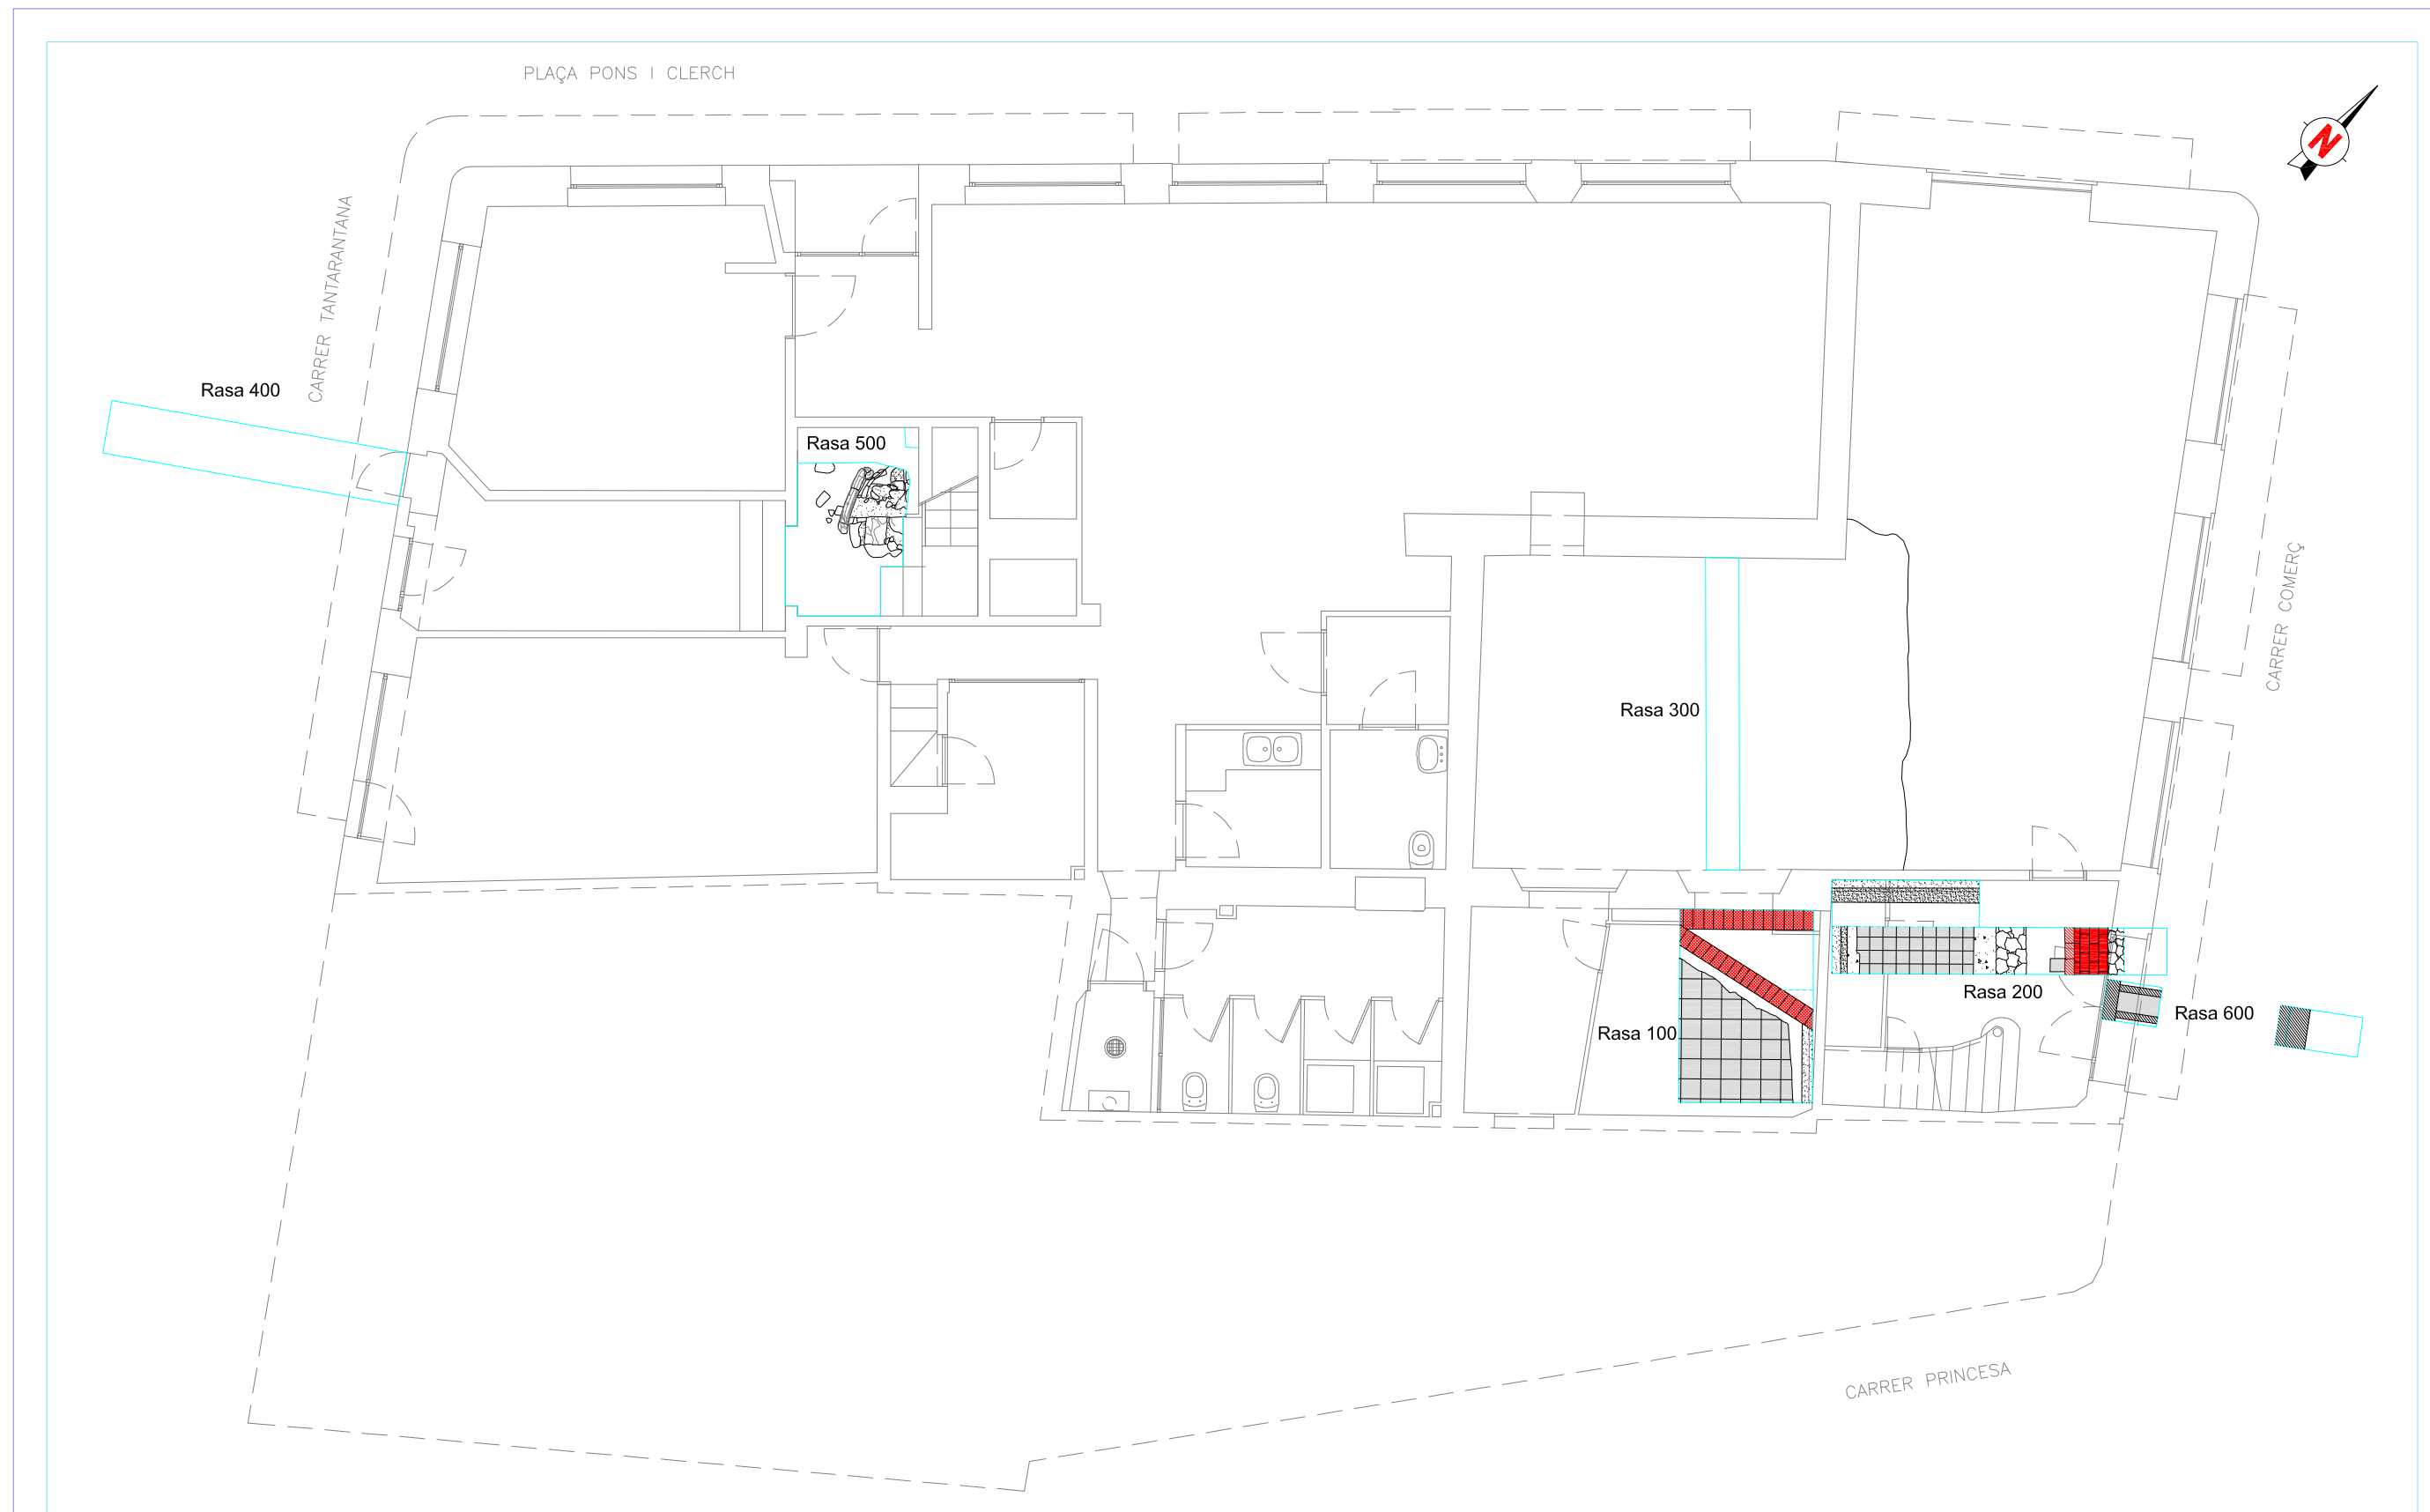 PLAÇA PONS I CLERCH
N
CARRER TANTARANTANA
Rasa 400
Rasa 500
CARRER COMERÇ
Rasa 300
Rasa 200
Rasa 600
Rasa 100
CARRER PRINCESA